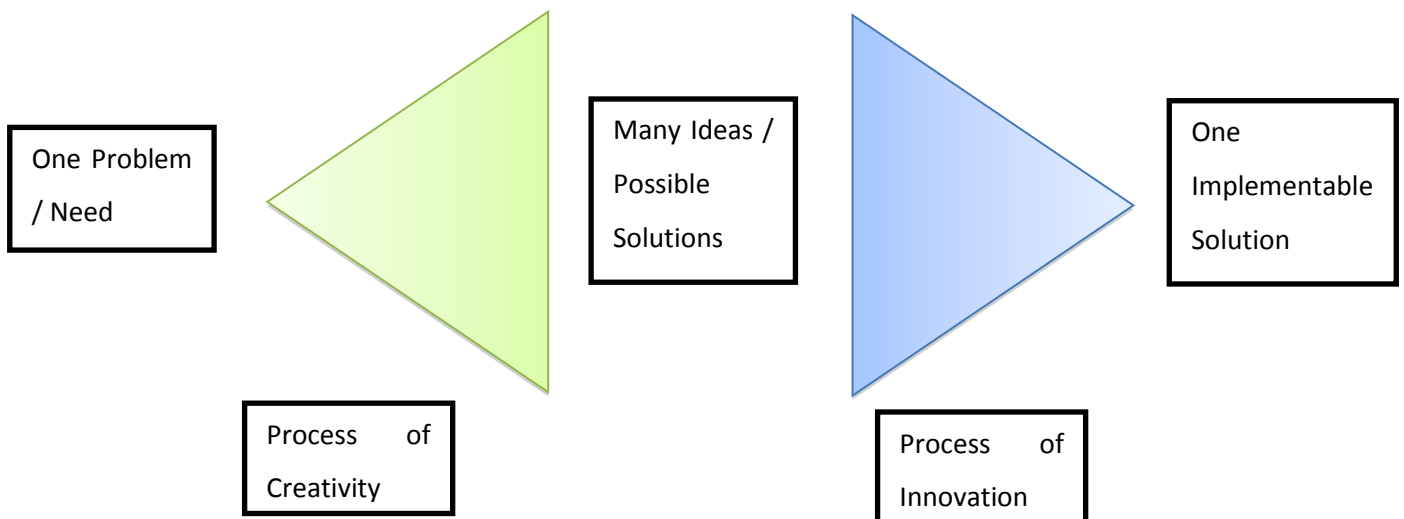 One Problem
/ Need
Many Ideas /
Possible
Solutions
One
Implementable
Solution
Process of
Creativity
Process of
Innovation